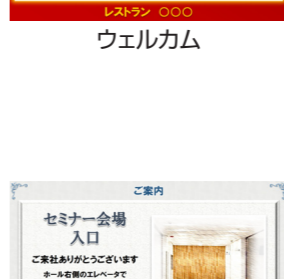 レストラン ○○○
ウェルカム
ご案内
セミナー会場
入口
ご来社ありがとうございます
ホール右側のエレベータで